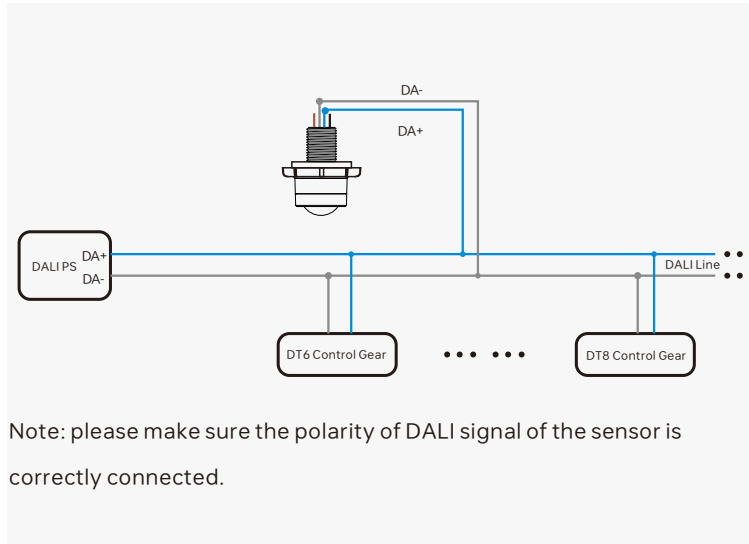 DA-
DA+
DALI PS
DA+
DA-
DALI Line
DT6 Control Gear
DT8 Control Gear
Note: please make sure the polarity of DALI signal of the sensor is
correctly connected.